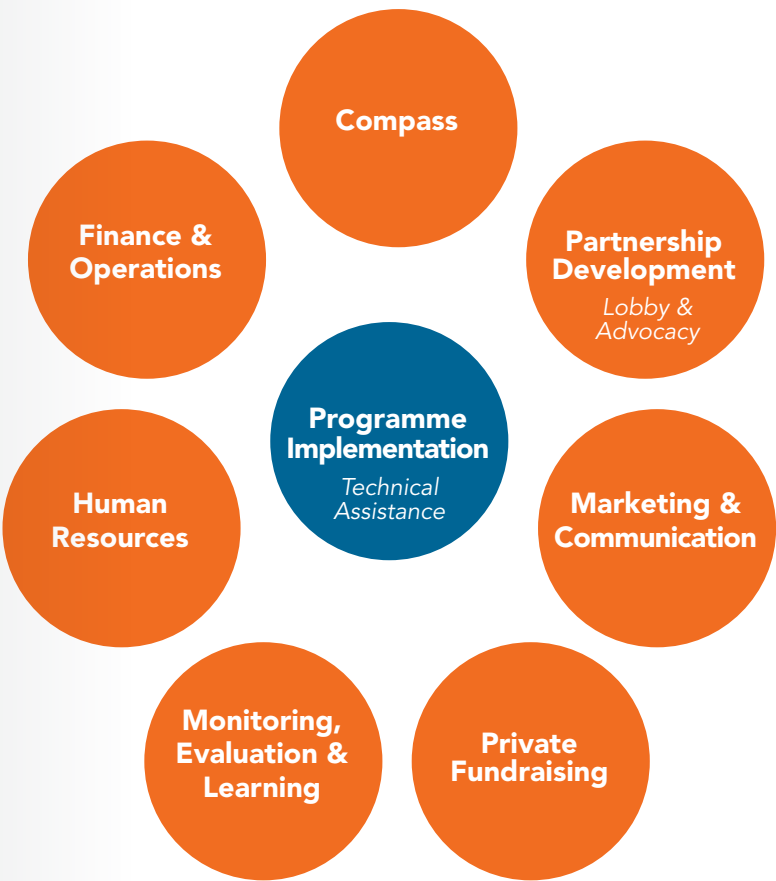 Compass
Finance &
Operations
Partnership
Development
Lobby &
Advocacy
Programme
Implementation
Technical
Assistance
Human
Resources
Marketing &
Communication
Monitoring,
Evaluation &
Learning
Private
Fundraising